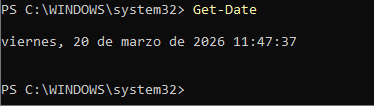 PS C:\WINDOWS\system32> Get-Date
viernes, 20 de marzo de 2026 11:47:37
PS C:\WINDOWS\system32>